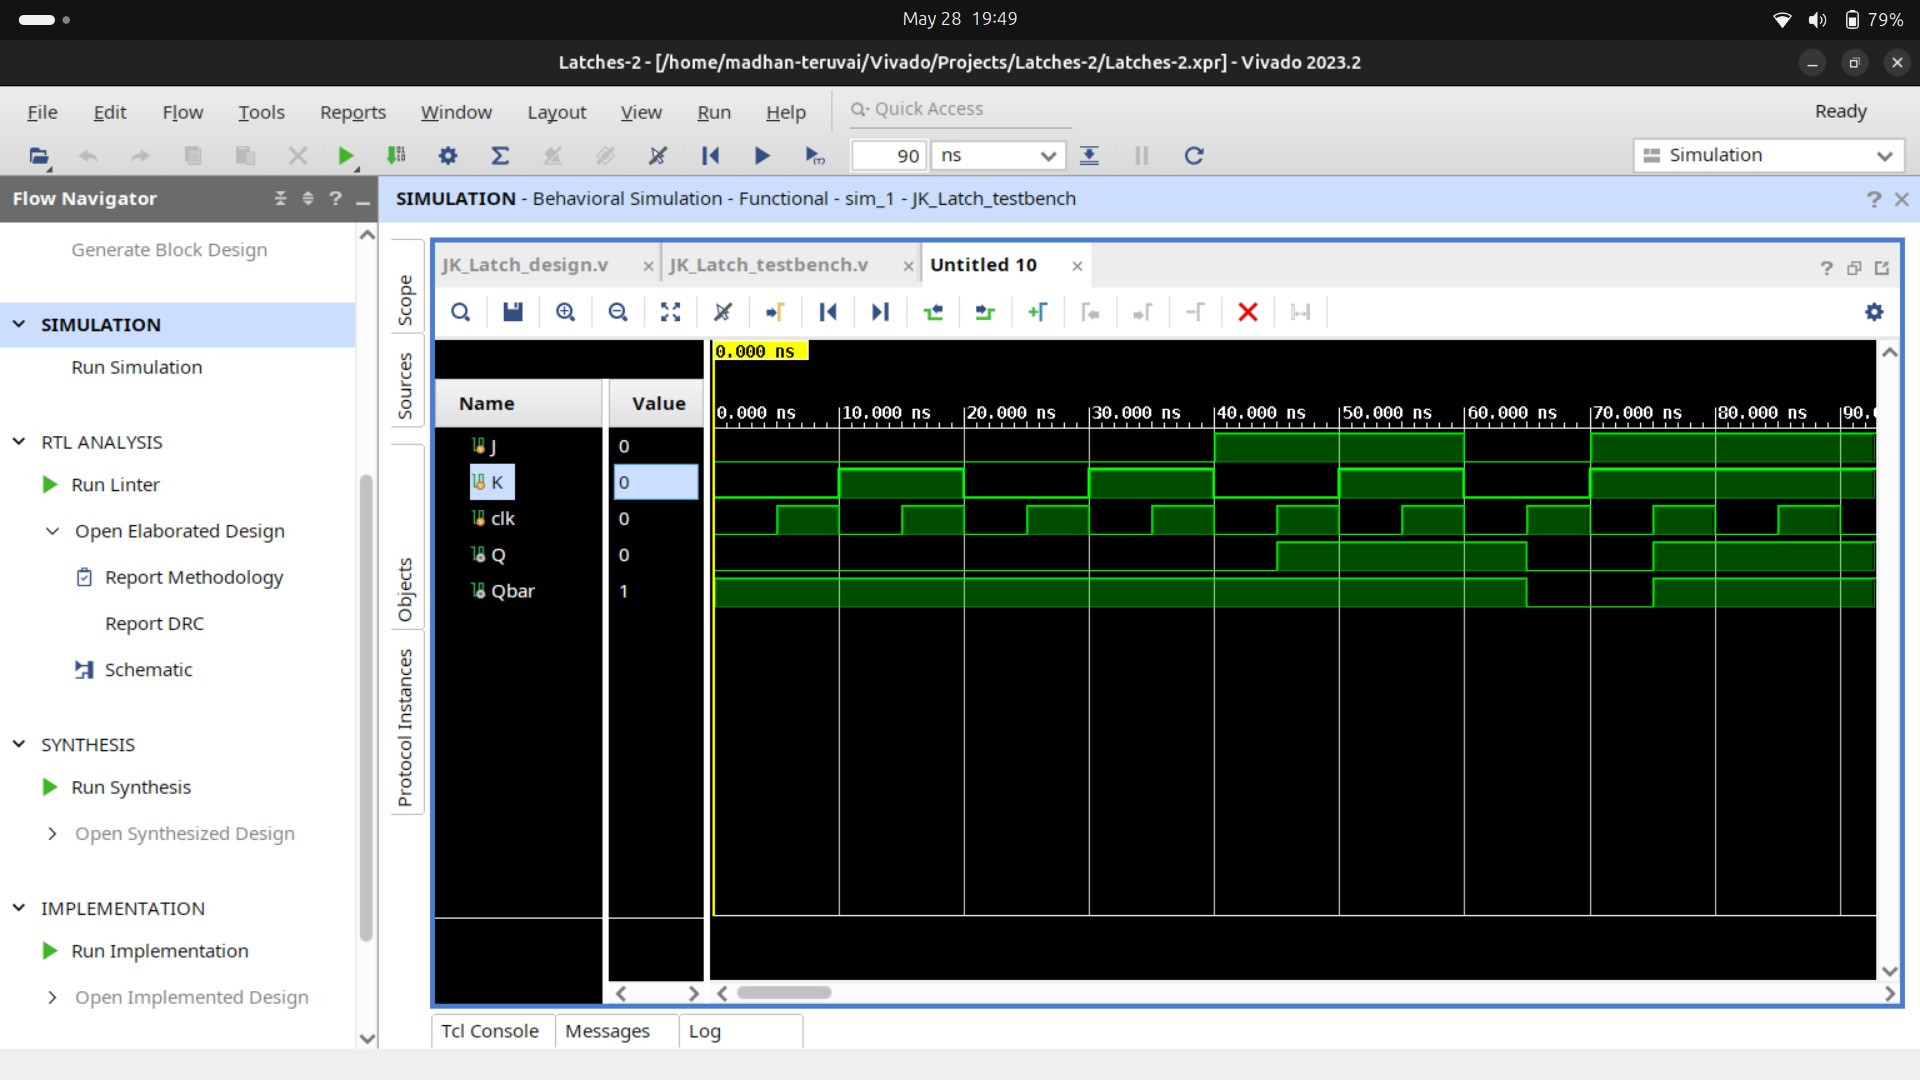 May 28 19:49
79%
Latches-2 - [/home/madhan-teruvai/Vivado/Projects/Latches-2/Latches-2.xpr] - Vivado 2023.2
File Edit Flow Tools Reports Window Layout View Run Help Quick Access Ready
90 ns Simulation
Flow Navigator
SIMULATION - Behavioral Simulation - Functional - sim_1 - JK_Latch_testbench
Generate Block Design
SIMULATION
Run Simulation
RTL ANALYSIS
Run Linter
Open Elaborated Design
Report Methodology
Report DRC
Schematic
SYNTHESIS
Run Synthesis
Open Synthesized Design
IMPLEMENTATION
Run Implementation
Open Implemented Design
Scope
Sources
Objects
Protocol Instances
JK_Latch_design.v JK_Latch_testbench.v Untitled 10
0.000 ns
Name Value
0.000 ns 10.000 ns 20.000 ns 30.000 ns 40.000 ns 50.000 ns 60.000 ns 70.000 ns 80.000 ns 90.
J 0
K 0
clk 0
Q 0
Qbar 1
Tcl Console Messages Log